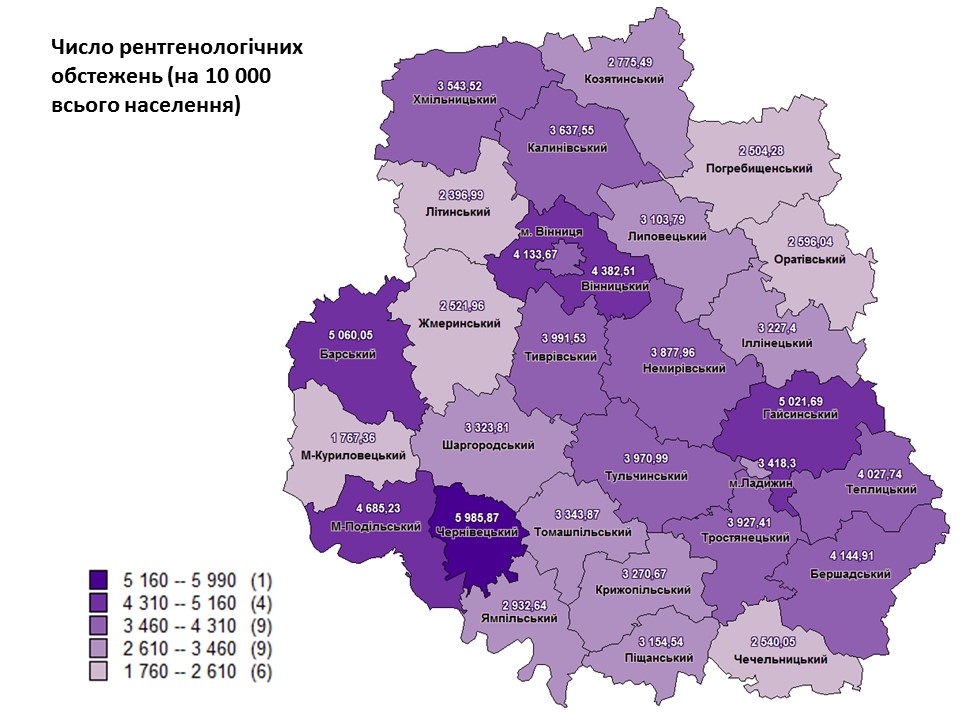 Число рентгенологічних
обстежень (на 10 000
всього населення)
2 775,49
Козятинський
3 543,52
Хмільницький
3 637,55
Калинівський
2 504,28
Погребищенський
2 396,99
Літинський
3 103,79
Липовецький
м. Вінниця
4 133,67
2 596,04
Оратівський
4 382,51
Вінницький
2 521,96
Жмеринський
5 060,05
Барський
3 991,53
Тиврівський
3 227,4
Іллінецький
3 877,96
Немирівський
5 021,69
Гайсинський
3 323,81
Шаргородський
1 767,36
М-Куриловецький
3 970,99
Тульчинський
3 418,3
м.Ладижин
4 027,74
Теплицький
4 685,23
М-Подільський
5 985,87
Чернівецький
3 343,87
Томашпільський
3 927,41
Тростянецький
4 144,91
Бершадський
3 270,67
Крижопільський
2 932,64
Ямпільський
3 154,54
Піщанський
2 540,05
Чечельницький
5 160 -- 5 990 (1)
4 310 -- 5 160 (4)
3 460 -- 4 310 (9)
2 610 -- 3 460 (9)
1 760 -- 2 610 (6)